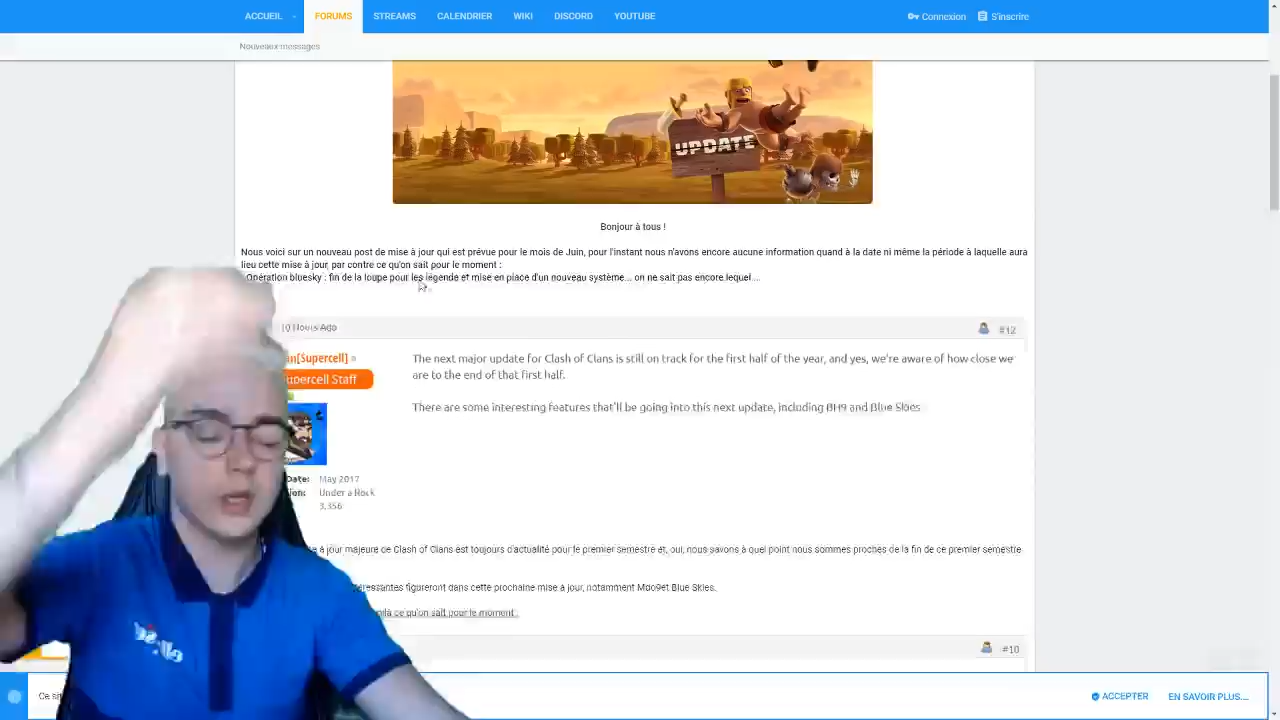 ACCUEIL FORUMS STREAMS CALENDRIER WIKI DISCORD YOUTUBE Connexion S'inscrire
Nouveaux messages
UPDATE
Bonjour à tous !
Nous voici sur un nouveau post de mise à jour qui est prévue pour le mois de Juin, pour l'instant nous n'avons encore aucune information quand à la date ni même la période à laquelle aura
lieu cette mise à jour, par contre ce qu'on sait pour le moment :
Opération bluesky : fin de la loupe pour les légende et mise en place d'un nouveau système... on ne sait pas encore lequel...
Hours Ago #12
[Supercell]
The next major update for Clash of Clans is still on track for the first half of the year, and yes, we're aware of how close we
are to the end of that first half.
Supercell Staff
There are some interesting features that'll be going into this next update, including BH9 and Blue Skies
Date: May 2017
Under a Rock
3,356
à jour majeure de Clash of Clans est toujours d'actualité pour le premier semestre et, oui, nous savons à quel point nous sommes proches de la fin de ce premier semestre
figureront dans cette prochaine mise à jour, notamment Mdo9et Blue Skies.
ce qu'on sait pour le moment :
#10
Ce ACCEPTER EN SAVOIR PLUS...